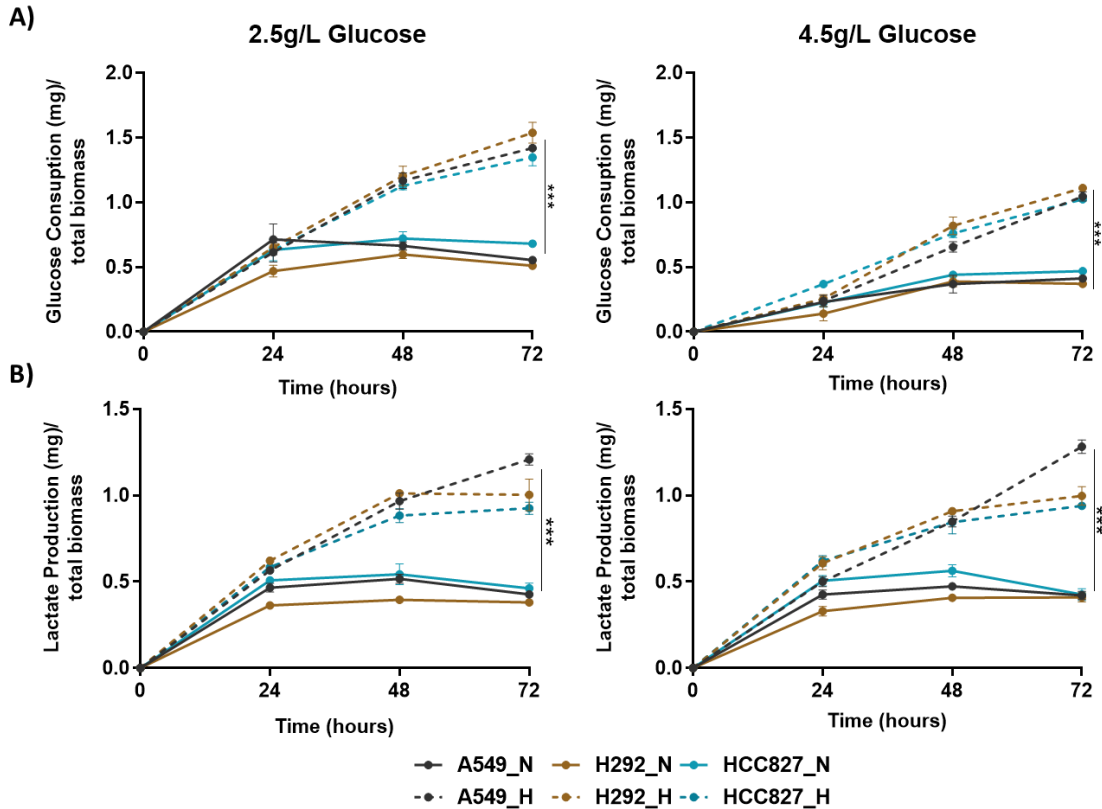 A)
2.5g/L Glucose
4.5g/L Glucose
Glucose Consuption (mg)/
total biomass
2.0
1.5
1.0
0.5
0.0
0
24
48
72
Time (hours)
***
Glucose Consuption (mg)/
total biomass
2.0
1.5
1.0
0.5
0.0
0
24
48
72
Time (hours)
***
B)
Lactate Production (mg)/
total biomass
1.5
1.0
0.5
0.0
0
24
48
72
Time (hours)
***
Lactate Production (mg)/
total biomass
1.5
1.0
0.5
0.0
0
24
48
72
Time (hours)
***
A549_N
H292_N
HCC827_N
A549_H
H292_H
HCC827_H